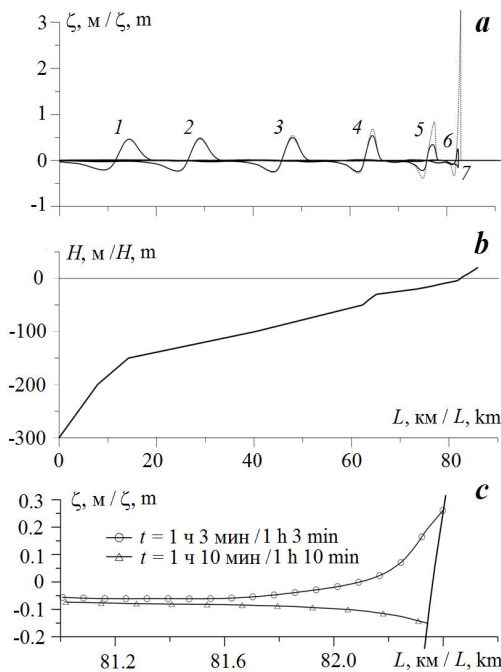 ζ, м / ζ, m
a
3
2
1
0
-1
1 2 3 4 5 6 7
H, м/H, m
b
0
-100
-200
-300
L, км / L, km
0 20 40 60 80
ζ, м / ζ, m
c
0.3
0.2
0.1
0
-0.1
-0.2
t = 1 ч 3 мин /1 h 3 min
t = 1 ч 10 мин/1 h 10 min
81.2 81.6 82.0 L, км / L, km